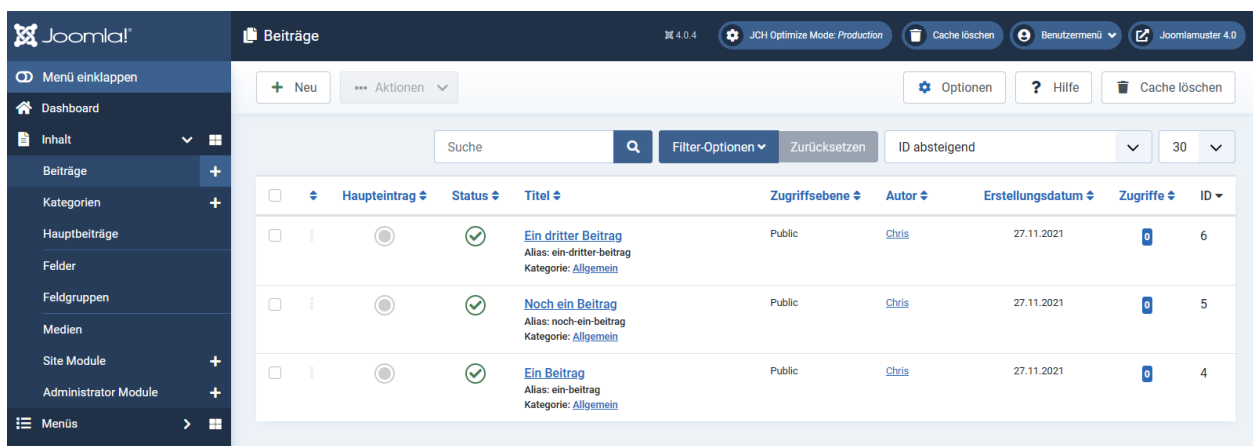 Joomla!®
Beiträge
4.0.4
JCH Optimize Mode: Production
Cache löschen
Benutzermenü
Joomlamuster 4.0
Menü einklappen
Dashboard
Inhalt
Beiträge
Kategorien
Hauptbeiträge
Felder
Feldgruppen
Medien
Site Module
Administrator Module
Menüs
Neu
Aktionen
Optionen
? Hilfe
Cache löschen
Suche
Filter-Optionen
Zurücksetzen
ID absteigend
30
Haupteintrag Status Titel Zugriffsebene Autor Erstellungsdatum Zugriffe ID
Ein dritter Beitrag Public Chris 27.11.2021 0 6
Alias: ein-dritter-beitrag
Kategorie: Allgemein
Noch ein Beitrag Public Chris 27.11.2021 0 5
Alias: noch-ein-beitrag
Kategorie: Allgemein
Ein Beitrag Public Chris 27.11.2021 0 4
Alias: ein-beitrag
Kategorie: Allgemein